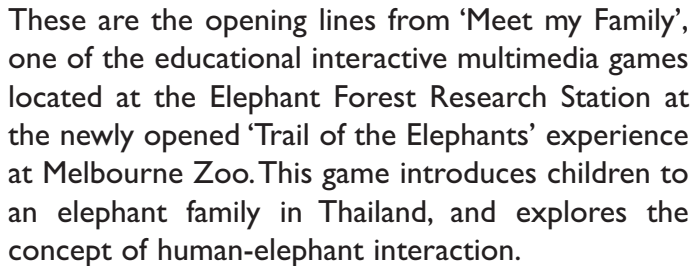 These are the opening lines from ‘Meet my Family’,
one of the educational interactive multimedia games
located at the Elephant Forest Research Station at
the newly opened ‘Trail of the Elephants’ experience
at Melbourne Zoo. This game introduces children to
an elephant family in Thailand, and explores the
concept of human-elephant interaction.